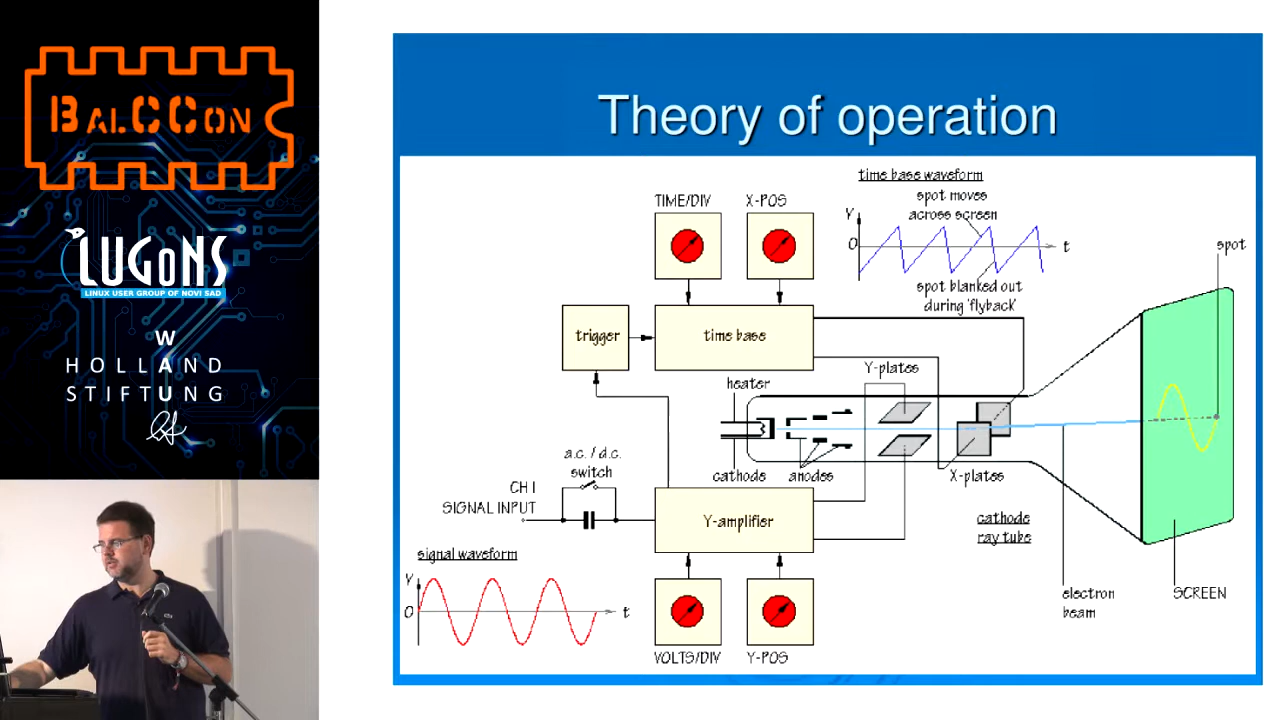 BALCCON
LUGoNS
LINUX USER GROUP OF NOVI SAD
W
HOLLAND
STIFTUNG
Theory of operation
time base waveform
spot moves
across screen
V
0
t
spot blanked out
during 'flyback'
TIME/DIV
X-POS
spot
trigger
time base
Y-plates
heater
a.c. / d.c.
switch
cathode
anodes
X-plates
CH I
SIGNAL INPUT
Y-amplifier
cathode
ray tube
signal waveform
V
0
t
electron
beam
SCREEN
VOLTS/DIV
Y-POS